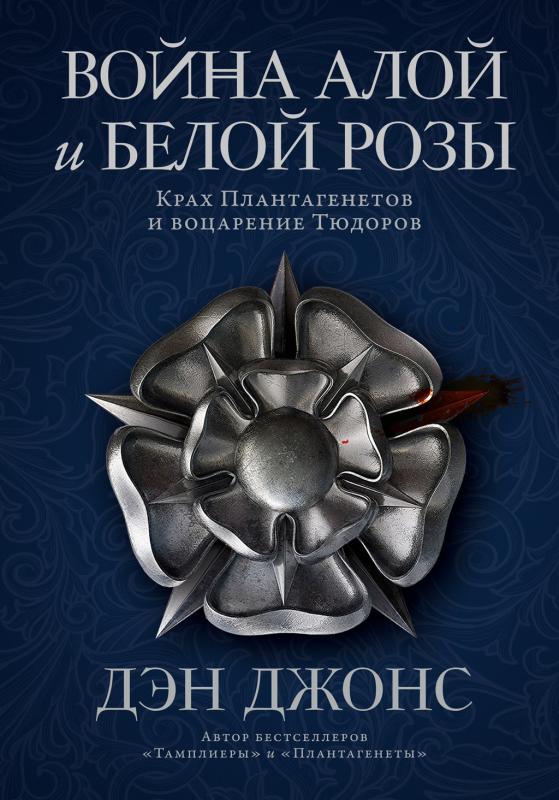 ВОЙНА АЛОЙ
и БЕЛОЙ РОЗЫ
Крах Плантагенетов
и воцарение Тюдоров
ДЭН ДЖОНС
Автор бестселлеров
«Тамплиеры» и «Плантагенеты»